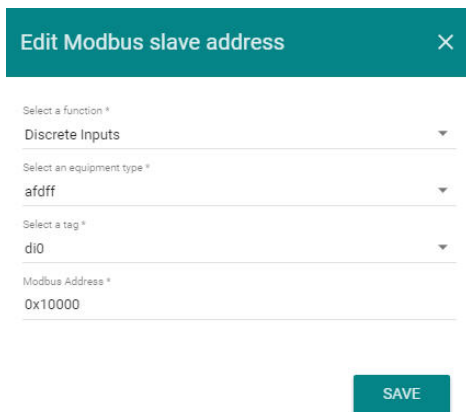 Edit Modbus slave address
Select a function *
Discrete Inputs
Select an equipment type *
afdff
Select a tag *
di0
Modbus Address *
0x10000
SAVE